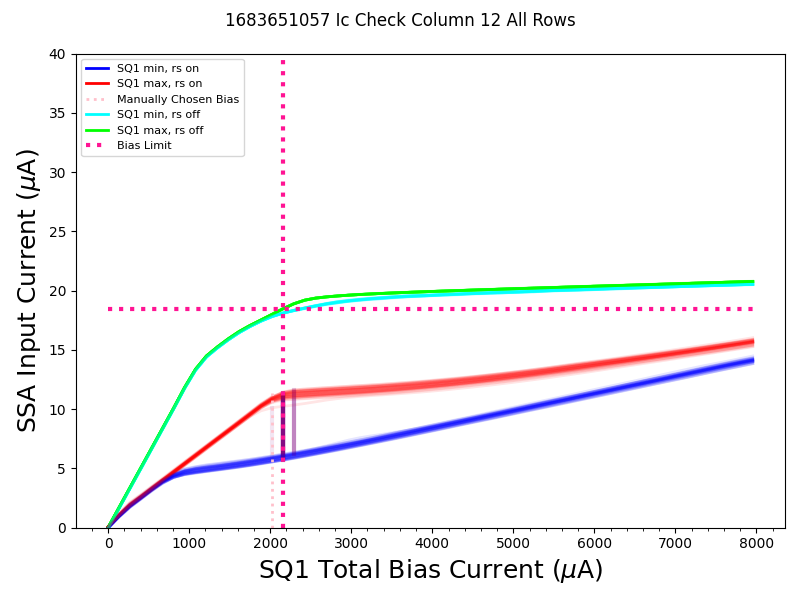 1683651057 Ic Check Column 12 All Rows
40
35
30
25
20
15
10
5
0
SSA Input Current (μA)
SQ1 min, rs on
SQ1 max, rs on
Manually Chosen Bias
SQ1 min, rs off
SQ1 max, rs off
Bias Limit
0 1000 2000 3000 4000 5000 6000 7000 8000
SQ1 Total Bias Current (μA)